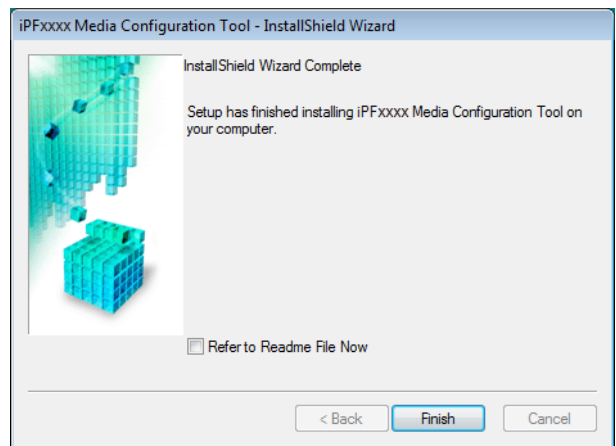 iPFxxxx Media Configuration Tool - InstallShield Wizard
InstallShield Wizard Complete
Setup has finished installing iPFxxxx Media Configuration Tool on
your computer.
Refer to Readme File Now
< Back
Finish
Cancel